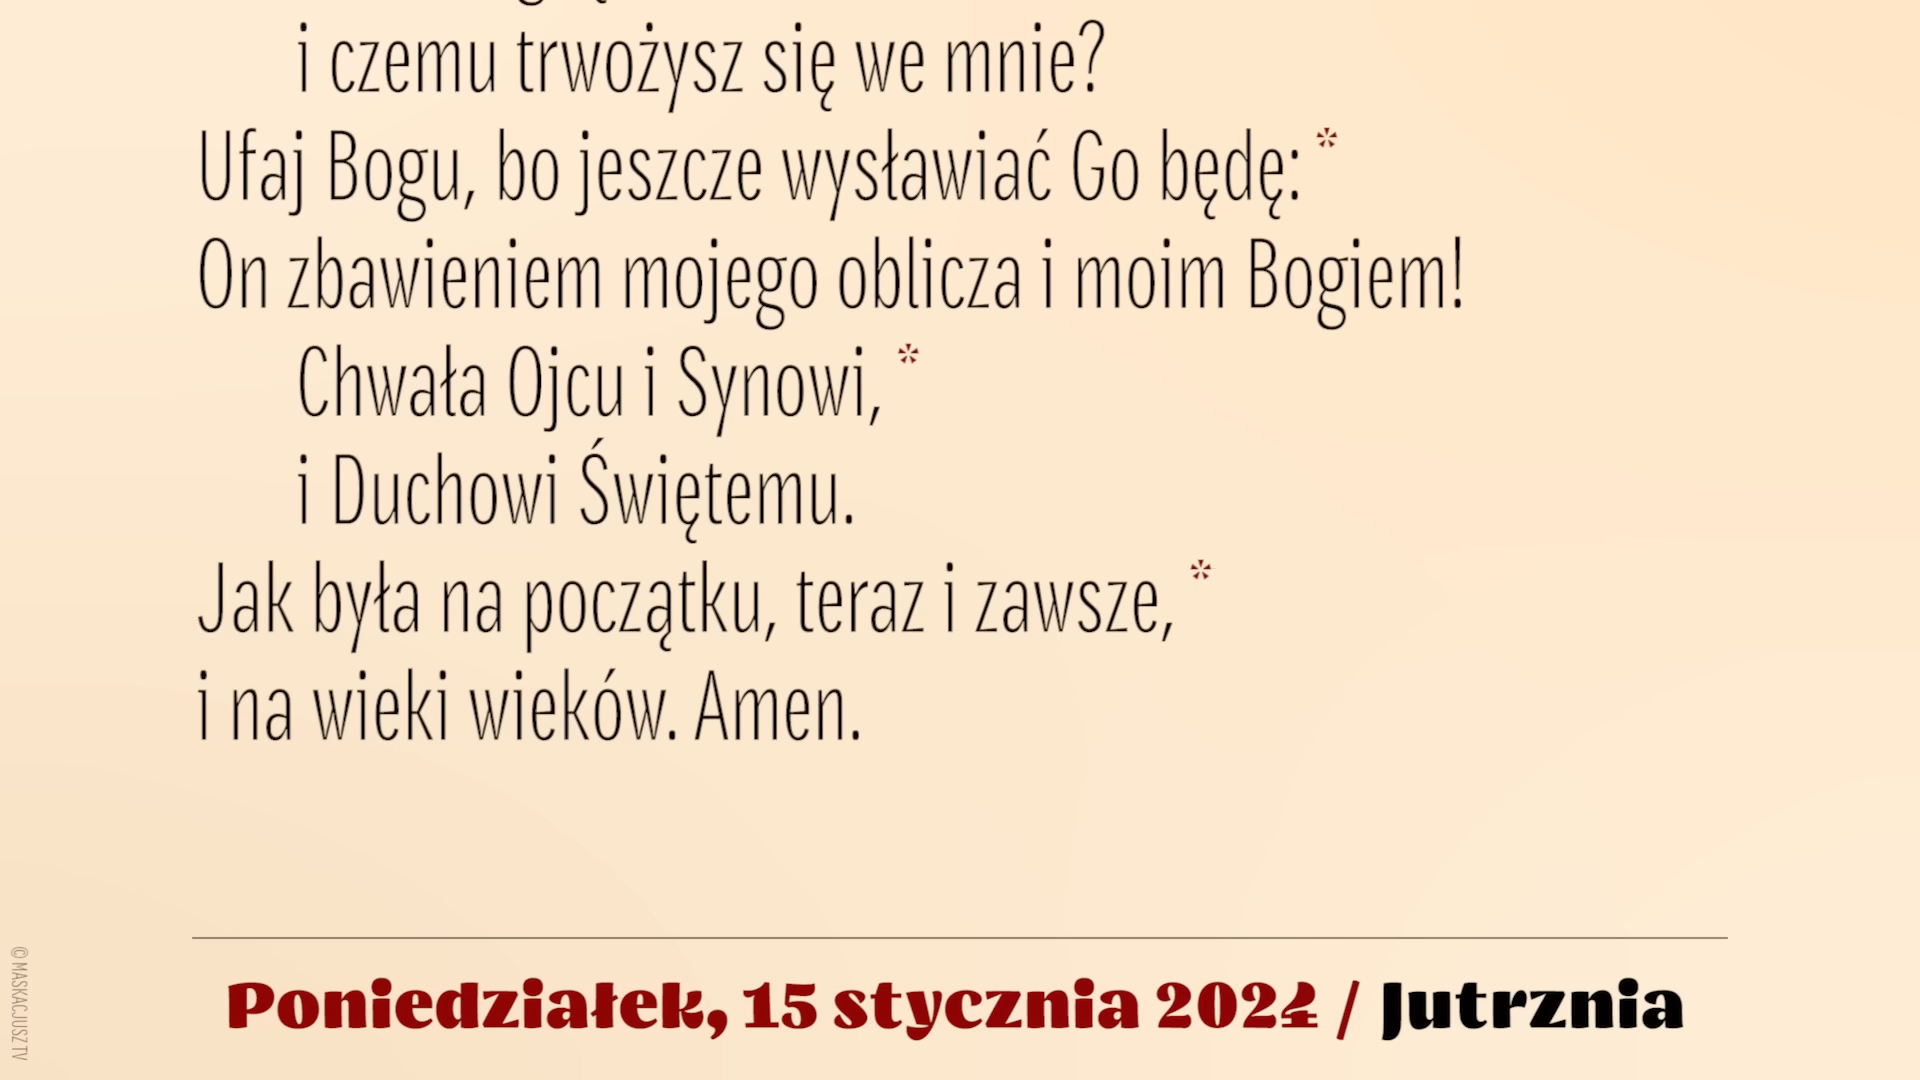 i czemu trwożysz się we mnie?
Ufaj Bogu, bo jeszcze wysławiać Go będę: *
On zbawieniem mojego oblicza i moim Bogiem!
Chwała Ojcu i Synowi, *
i Duchowi Świętemu.
Jak była na początku, teraz i zawsze, *
i na wieki wieków. Amen.
Poniedziałek, 15 stycznia 2024 / Jutrznia
© MASKACJUSZ TV